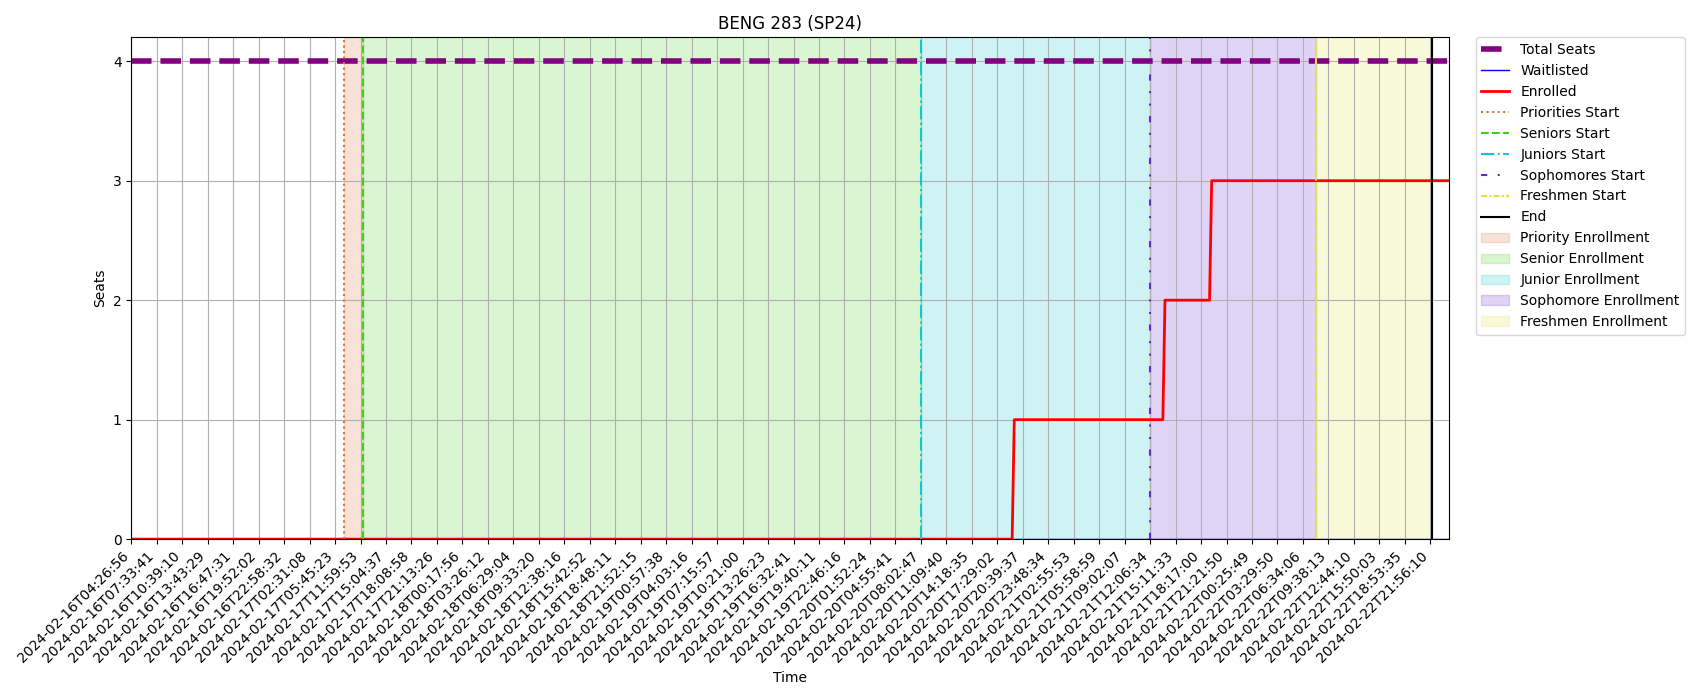 BENG 283 (SP24)
Seats
4
3
2
1
0
2024-02-16T04:26:56
2024-02-16T07:33:41
2024-02-16T10:39:10
2024-02-16T13:43:29
2024-02-16T16:47:31
2024-02-16T19:52:02
2024-02-16T22:58:32
2024-02-17T02:31:08
2024-02-17T05:45:23
2024-02-17T11:59:53
2024-02-17T15:04:37
2024-02-17T18:08:58
2024-02-17T21:13:26
2024-02-18T00:17:56
2024-02-18T03:26:12
2024-02-18T06:29:04
2024-02-18T09:33:20
2024-02-18T12:38:16
2024-02-18T15:42:52
2024-02-18T18:48:11
2024-02-18T21:52:15
2024-02-19T00:57:38
2024-02-19T04:03:16
2024-02-19T07:15:57
2024-02-19T10:21:00
2024-02-19T13:26:23
2024-02-19T16:32:41
2024-02-19T19:40:11
2024-02-19T22:46:16
2024-02-20T01:52:24
2024-02-20T04:55:41
2024-02-20T08:02:47
2024-02-20T11:09:40
2024-02-20T14:18:35
2024-02-20T17:29:02
2024-02-20T20:39:37
2024-02-20T23:48:34
2024-02-21T02:55:53
2024-02-21T05:58:59
2024-02-21T09:02:07
2024-02-21T12:06:34
2024-02-21T15:11:33
2024-02-21T18:17:00
2024-02-21T21:21:50
2024-02-22T00:25:49
2024-02-22T03:29:50
2024-02-22T06:34:06
2024-02-22T09:38:13
2024-02-22T12:44:10
2024-02-22T15:50:03
2024-02-22T18:53:35
2024-02-22T21:56:10
Time
Total Seats
Waitlisted
Enrolled
Priorities Start
Seniors Start
Juniors Start
Sophomores Start
Freshmen Start
End
Priority Enrollment
Senior Enrollment
Junior Enrollment
Sophomore Enrollment
Freshmen Enrollment